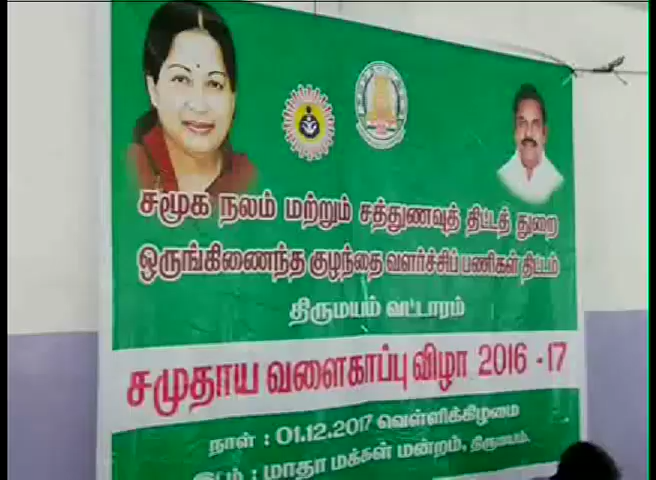 சமூக நலம் மற்றும் சத்துணவுத் திட்டத் துறை
ஒருங்கிணைந்த குழந்தை வளர்ச்சிப் பணிகள் திட்டம்
திருமயம் வட்டாரம்
சமுதாய வளைகாப்பு விழா 2016 -17
நாள் : 01.12.2017 வெள்ளிக்கிழமை
இடம் : மாதா மக்கள் மன்றம், திருமயம்.